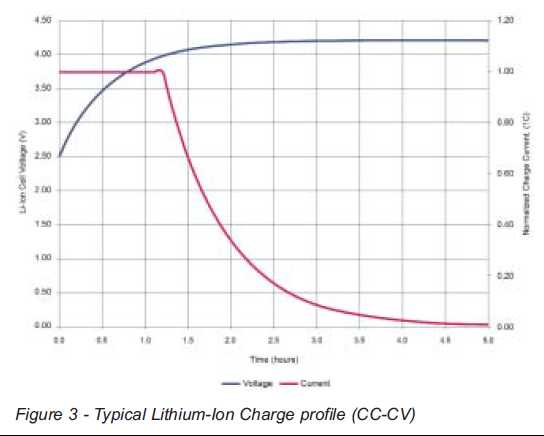 4.50
4.00
3.50
3.00
2.50
2.00
1.50
1.00
0.50
0.00
Li-Ion Cell Voltage (V)
1.20
1.00
0.80
0.60
0.40
0.20
0.00
Normalized Charge Current, (1C)
0.0 0.5 1.0 1.5 2.0 2.5 3.0 3.5 4.0 4.5 5.0
Time (hours)
Voltage Current
Figure 3 - Typical Lithium-Ion Charge profile (CC-CV)